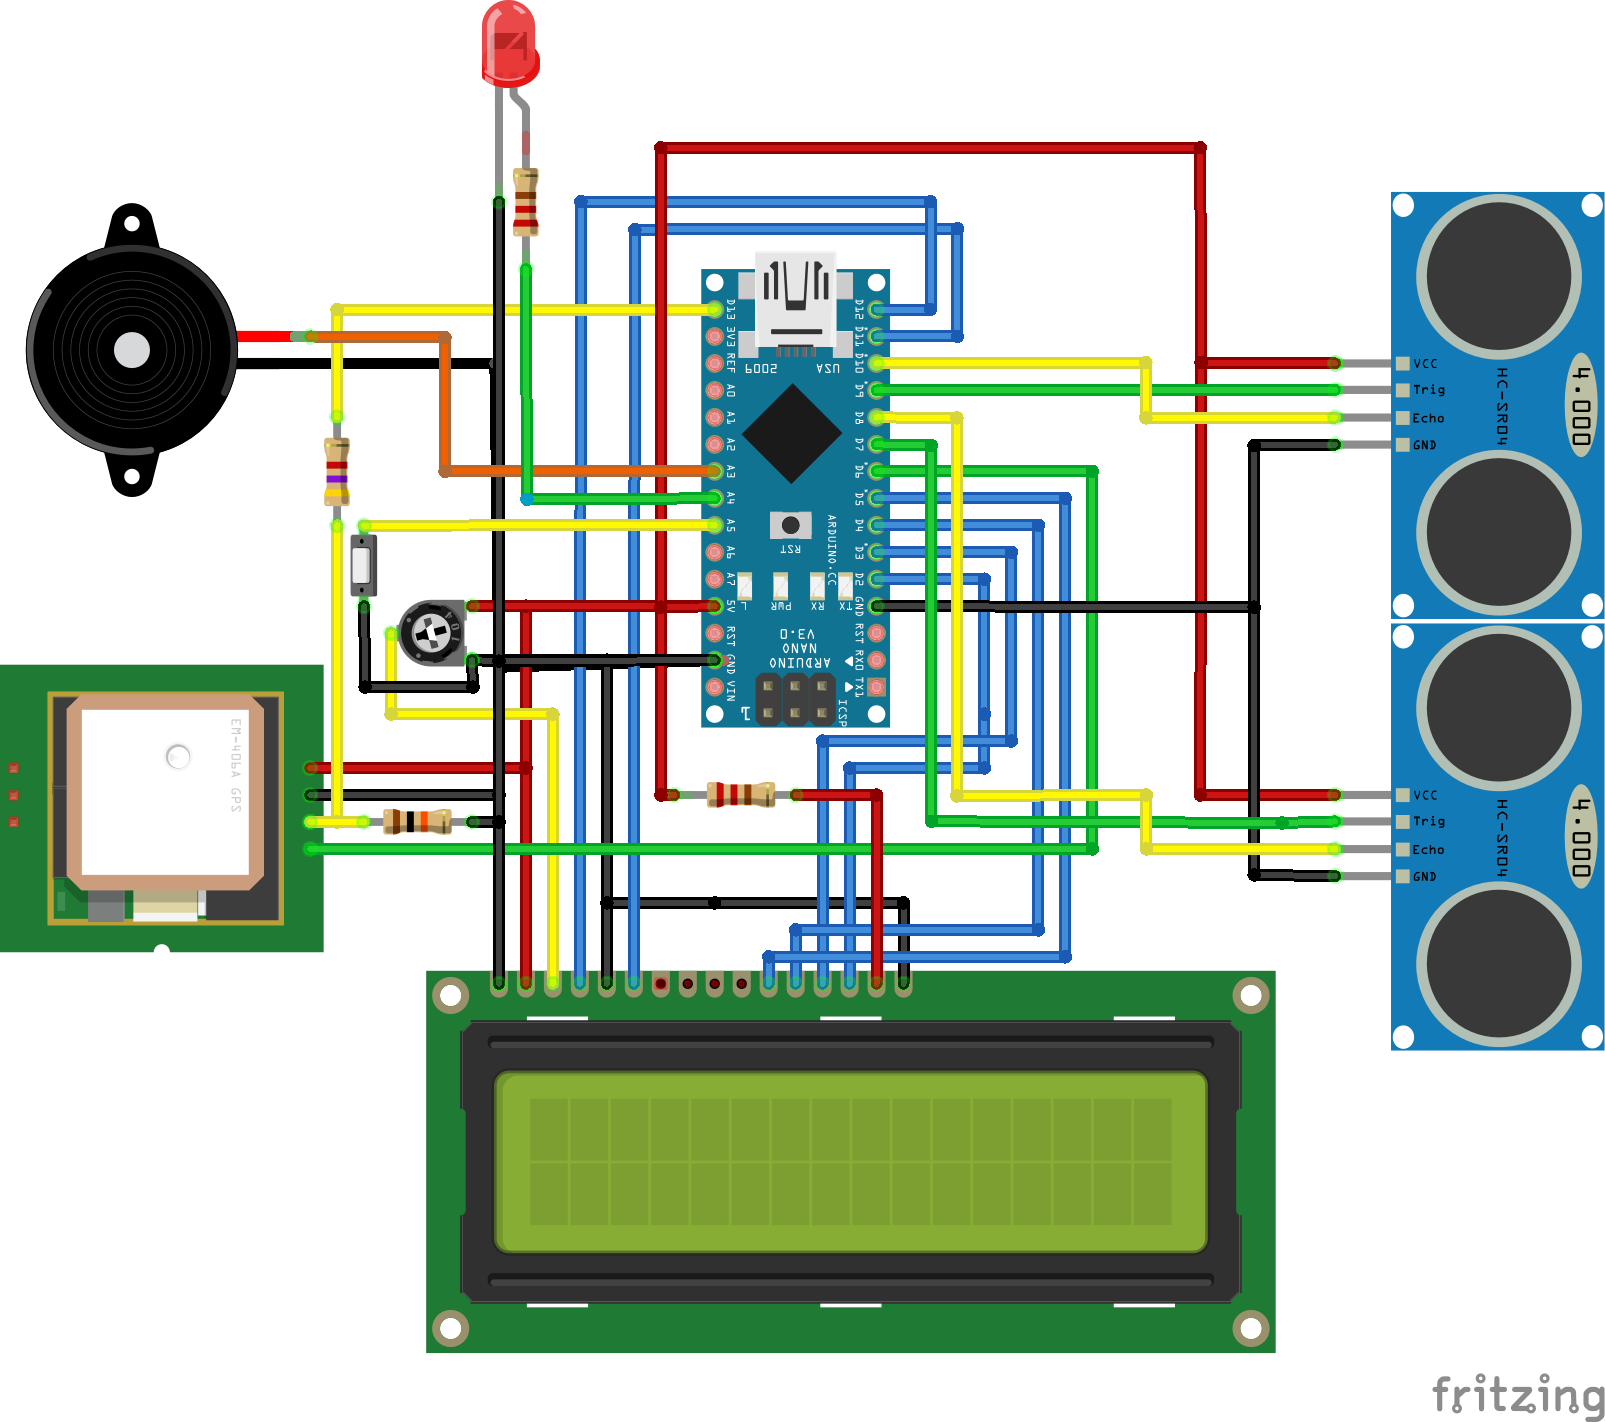 D13
3V3
REF
A0
A1
A2
A3
A4
A5
A6
A7
5V
RST
GND
VIN
D12
D11
D10
D9
D8
D7
D6
D5
D4
D3
D2
GND
RST
RX0
TX1
USA
2009
ARDUINO.CC
RST
TX
RX
PWR
L
ARDUINO
NANO
V3.0
ICSP
1
VCC
Trig
Echo
GND
HC-SR04
4.000
VCC
Trig
Echo
GND
HC-SR04
4.000
EM-406A GPS
fritzing